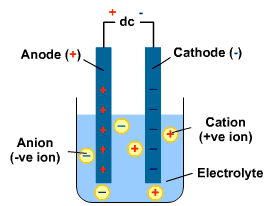 + -
dc
Anode (+)
Cathode (-)
+ -
+ -
+ -
+ -
+ -
Anion
(-ve ion)
Cation
(+ve ion)
- + +
-
Electrolyte
- +